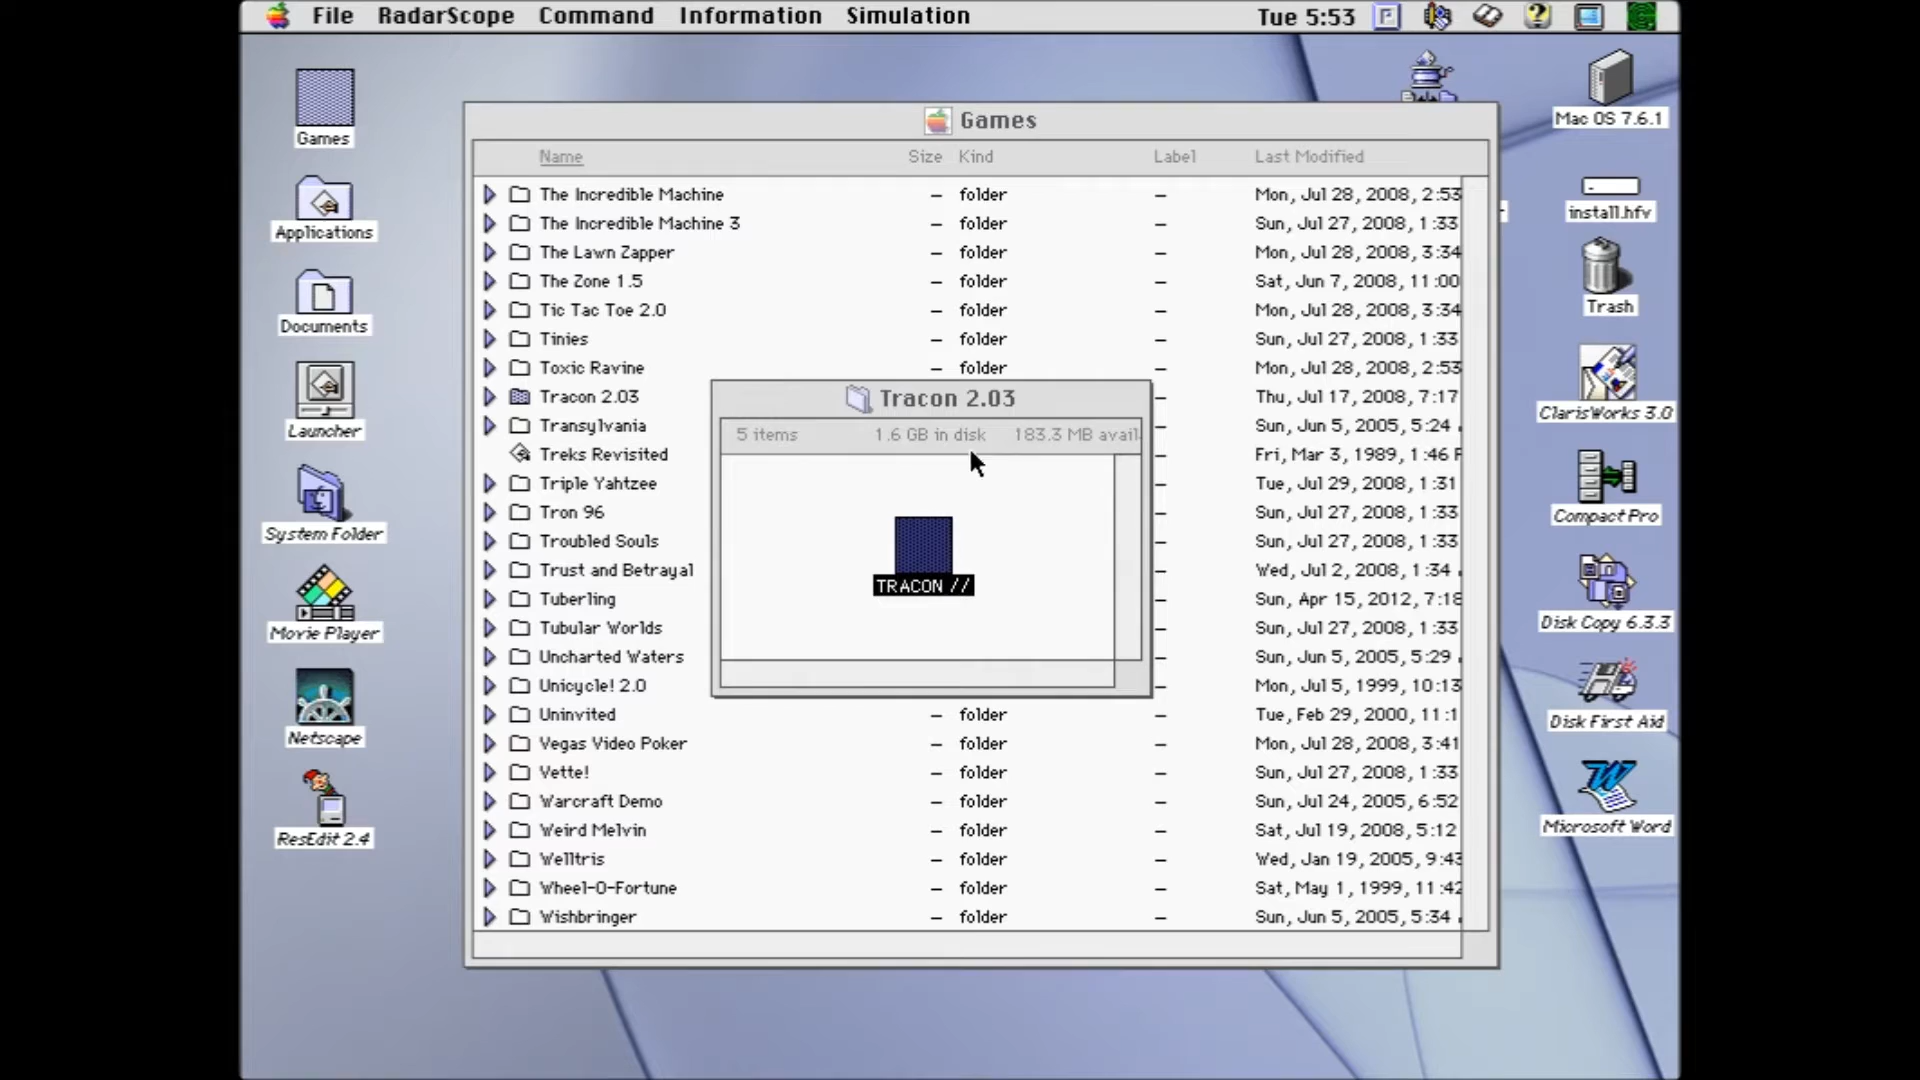 File RadarScope Command Information Simulation Tue 5:53
Games
Applications
Documents
Launcher
System Folder
Movie Player
Netscape
ResEdit 2.4
Games
Name Size Kind Label Last Modified
The Incredible Machine – folder – Mon, Jul 28, 2008, 2:53
The Incredible Machine 3 – folder – Sun, Jul 27, 2008, 1:33
The Lawn Zapper – folder – Mon, Jul 28, 2008, 3:34
The Zone 1.5 – folder – Sat, Jun 7, 2008, 11:00
Tic Tac Toe 2.0 – folder – Mon, Jul 28, 2008, 3:34
Tinies – folder – Sun, Jul 27, 2008, 1:33
Toxic Ravine – folder – Mon, Jul 28, 2008, 2:53
Tracon 2.03 Thu, Jul 17, 2008, 7:17
Transylvania – Sun, Jun 5, 2005, 5:24
Treks Revisited – Fri, Mar 3, 1989, 1:46
Triple Yahtzee – Tue, Jul 29, 2008, 1:31
Tron 96 – Sun, Jul 27, 2008, 1:33
Troubled Souls – Sun, Jul 27, 2008, 1:33
Trust and Betrayal – Wed, Jul 2, 2008, 1:34
Tuberling – Sun, Apr 15, 2012, 7:18
Tubular Worlds – Sun, Jul 27, 2008, 1:33
Uncharted Waters – Sun, Jun 5, 2005, 5:29
Unicycle! 2.0 – Mon, Jul 5, 1999, 10:13
Uninvited – folder – Tue, Feb 29, 2000, 11:1
Vegas Video Poker – folder – Mon, Jul 28, 2008, 3:41
Vette! – folder – Sun, Jul 27, 2008, 1:33
Warcraft Demo – folder – Sun, Jul 24, 2005, 6:52
Weird Melvin – folder – Sat, Jul 19, 2008, 5:12
Welltris – folder – Wed, Jan 19, 2005, 9:43
Wheel-O-Fortune – folder – Sat, May 1, 1999, 11:42
Wishbringer – folder – Sun, Jun 5, 2005, 5:34
Tracon 2.03
5 items 1.6 GB in disk 183.3 MB avail
TRACON //
Mac OS 7.6.1
install.hfv
Trash
ClarisWorks 3.0
Compact Pro
Disk Copy 6.3.3
Disk First Aid
Microsoft Word